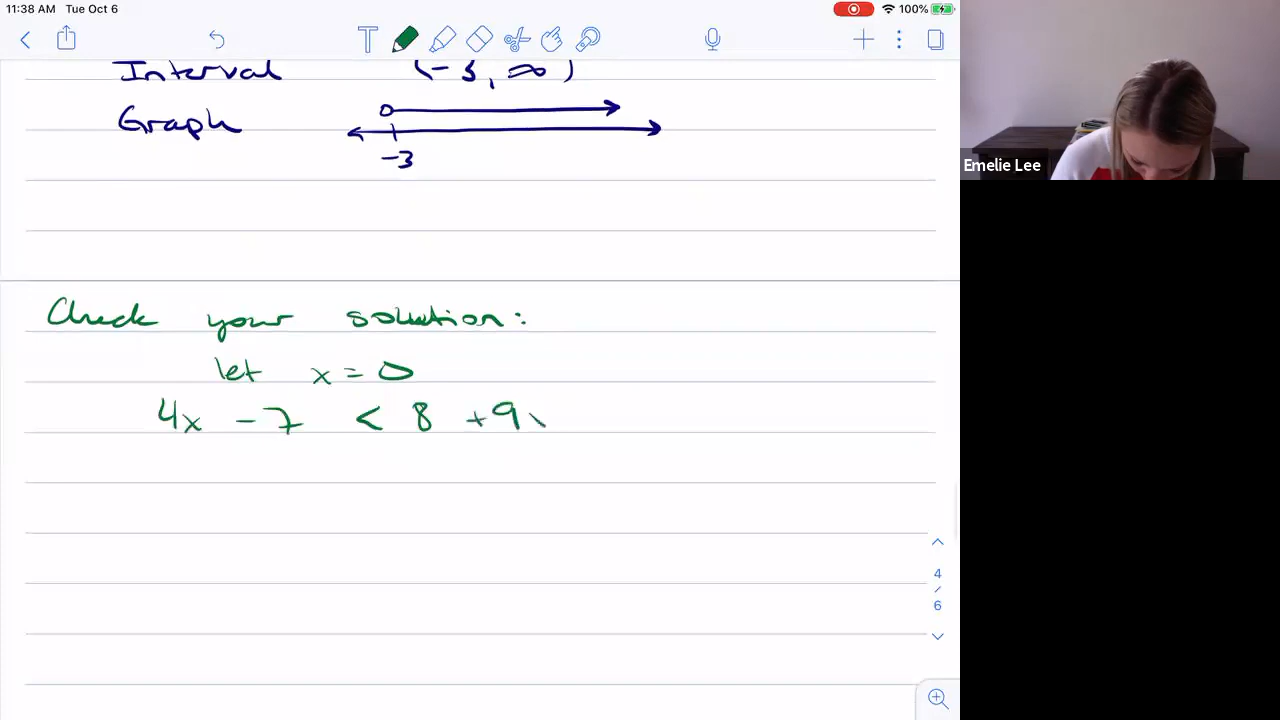 11:38 AM Tue Oct 6
100%
Interval (-3, ∞)
Graph
-3
Emelie Lee
Check your solution:
let x = 0
4x - 7 < 8 + 9
4
/
6